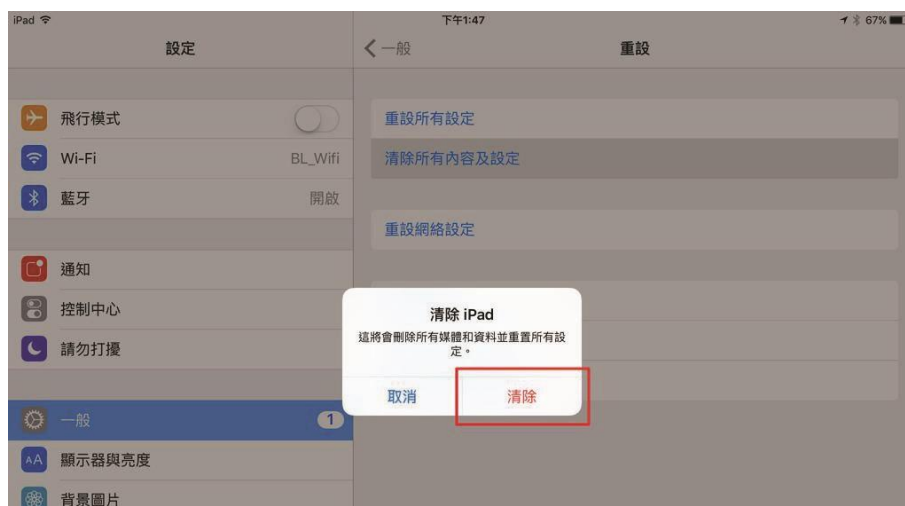 iPad 下午1:47 67%
設定
一般 重設
飛行模式
Wi-Fi BL_Wifi
藍牙 開啟
通知
控制中心
請勿打擾
一般 1
AA 顯示器與亮度
背景圖片
重設所有設定
清除所有內容及設定
重設網絡設定
清除 iPad
這將會刪除所有媒體和資料並重置所有設
定。
取消 清除